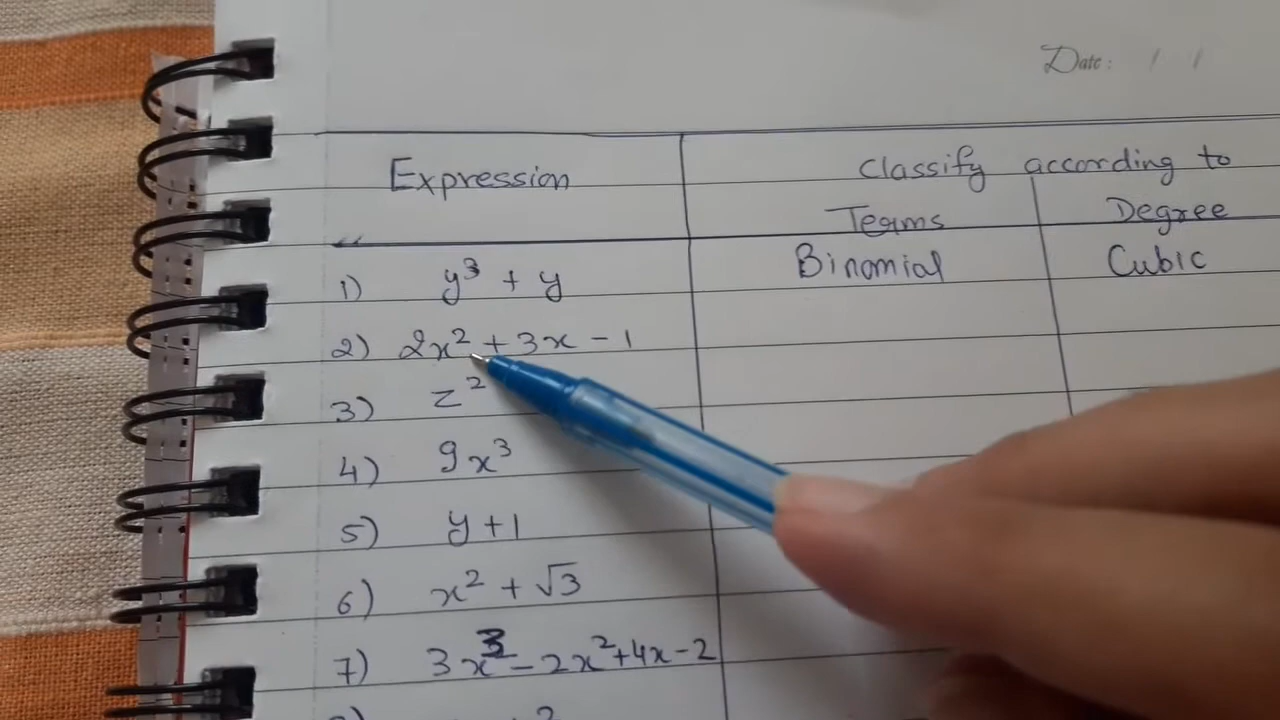 Date: / /
Expression
Classify according to
Terms
Degree
1) y³ + y
Binomial
Cubic
2) 2x² + 3x - 1
3) z²
4) 9x³
5) y + 1
6) x² + √3
7) 3x³ - 2x² + 4x - 2